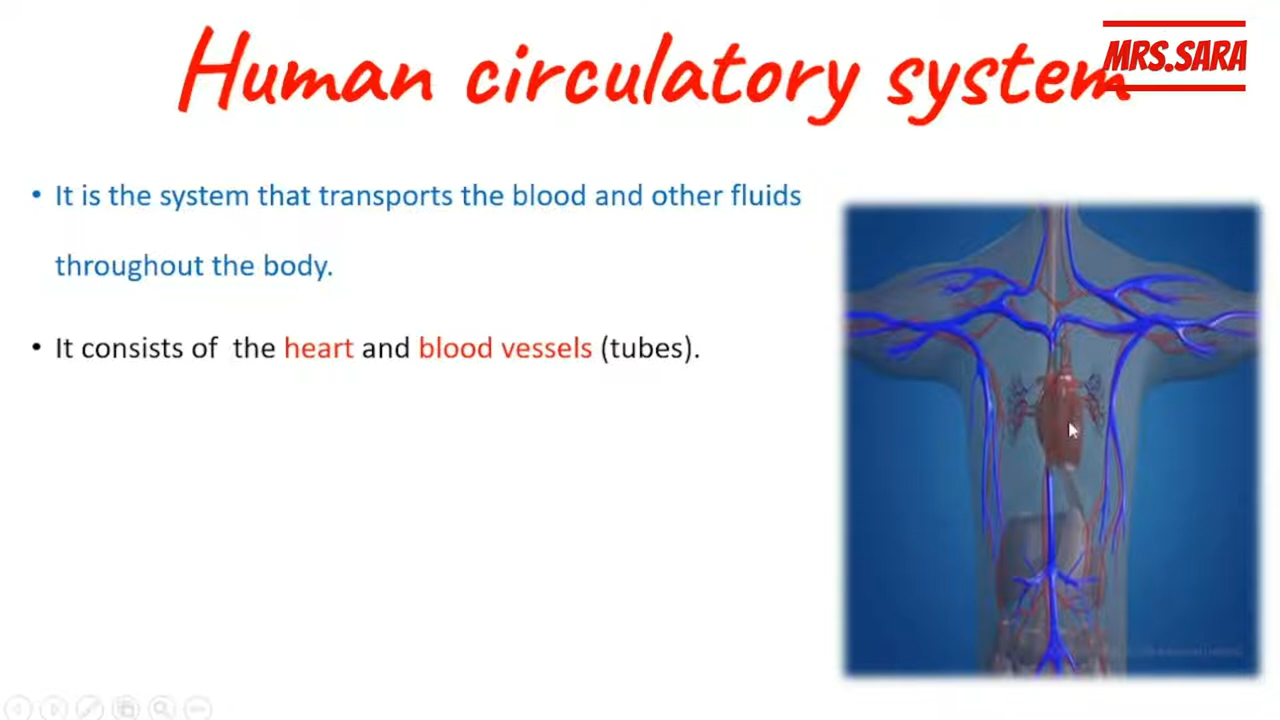 Human circulatory system
MRS.SARA
• It is the system that transports the blood and other fluids
throughout the body.
• It consists of the heart and blood vessels (tubes).